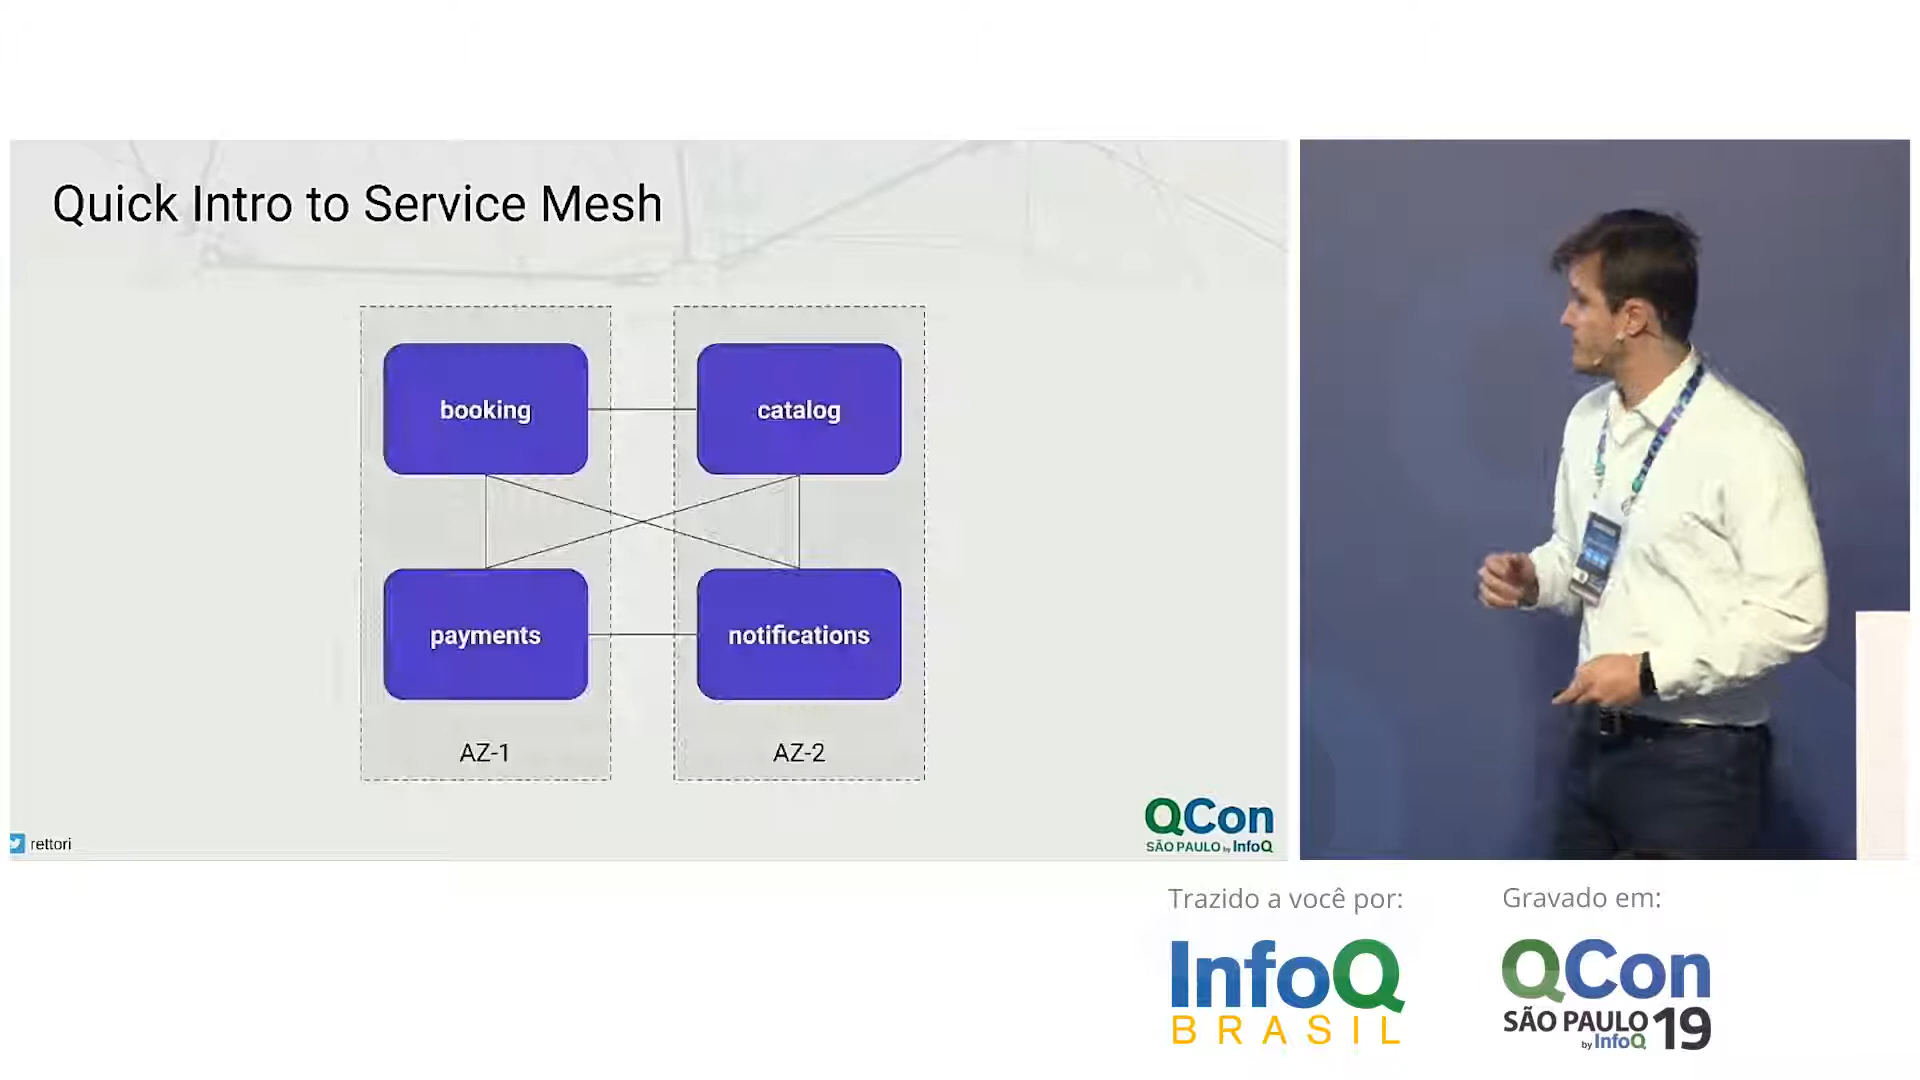 Quick Intro to Service Mesh
booking
catalog
payments
notifications
AZ-1
AZ-2
rettori
QCon
SÃO PAULO by InfoQ
Trazido a você por:
InfoQ
BRASIL
Gravado em:
QCon
SÃO PAULO 19
by InfoQ